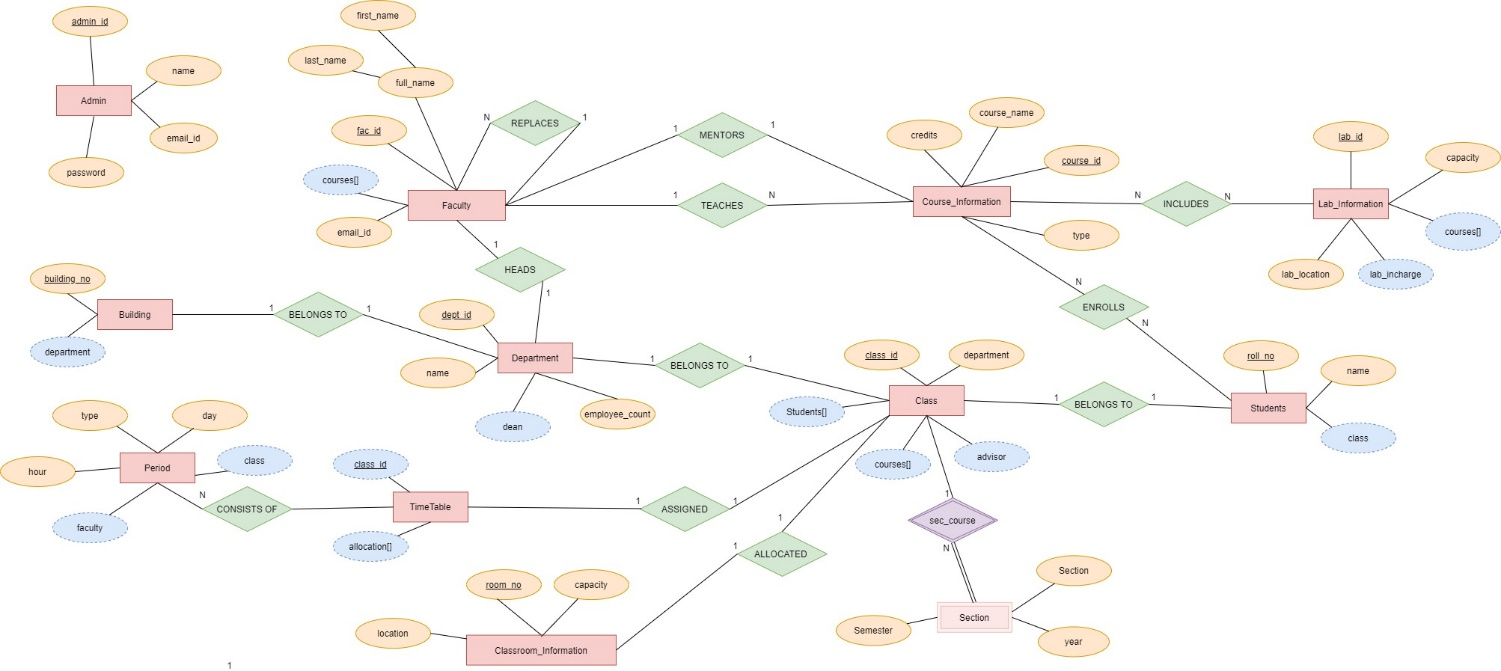 first_name
admin_id
last_name
name
full_name
Admin
course_name
REPLACES
N
1
fac_id
1
MENTORS
1
credits
lab_id
email_id
capacity
course_id
password
courses[]
Faculty
1
TEACHES
N
Course_Information
N
INCLUDES
N
Lab_Information
email_id
type
courses[]
1
HEADS
lab_location
lab_incharge
building_no
N
1
Building
1
BELONGS TO
1
dept_id
ENROLLS
N
department
Department
1
BELONGS TO
1
class_id
department
roll_no
name
name
type
day
employee_count
Students[]
Class
1
BELONGS TO
1
Students
dean
class
hour
Period
class
class_id
courses[]
advisor
N
CONSISTS OF
TimeTable
1
ASSIGNED
1
1
faculty
1
sec_course
allocation[]
1
ALLOCATED
N
room_no
capacity
Section
location
Classroom_Information
Semester
Section
year
1